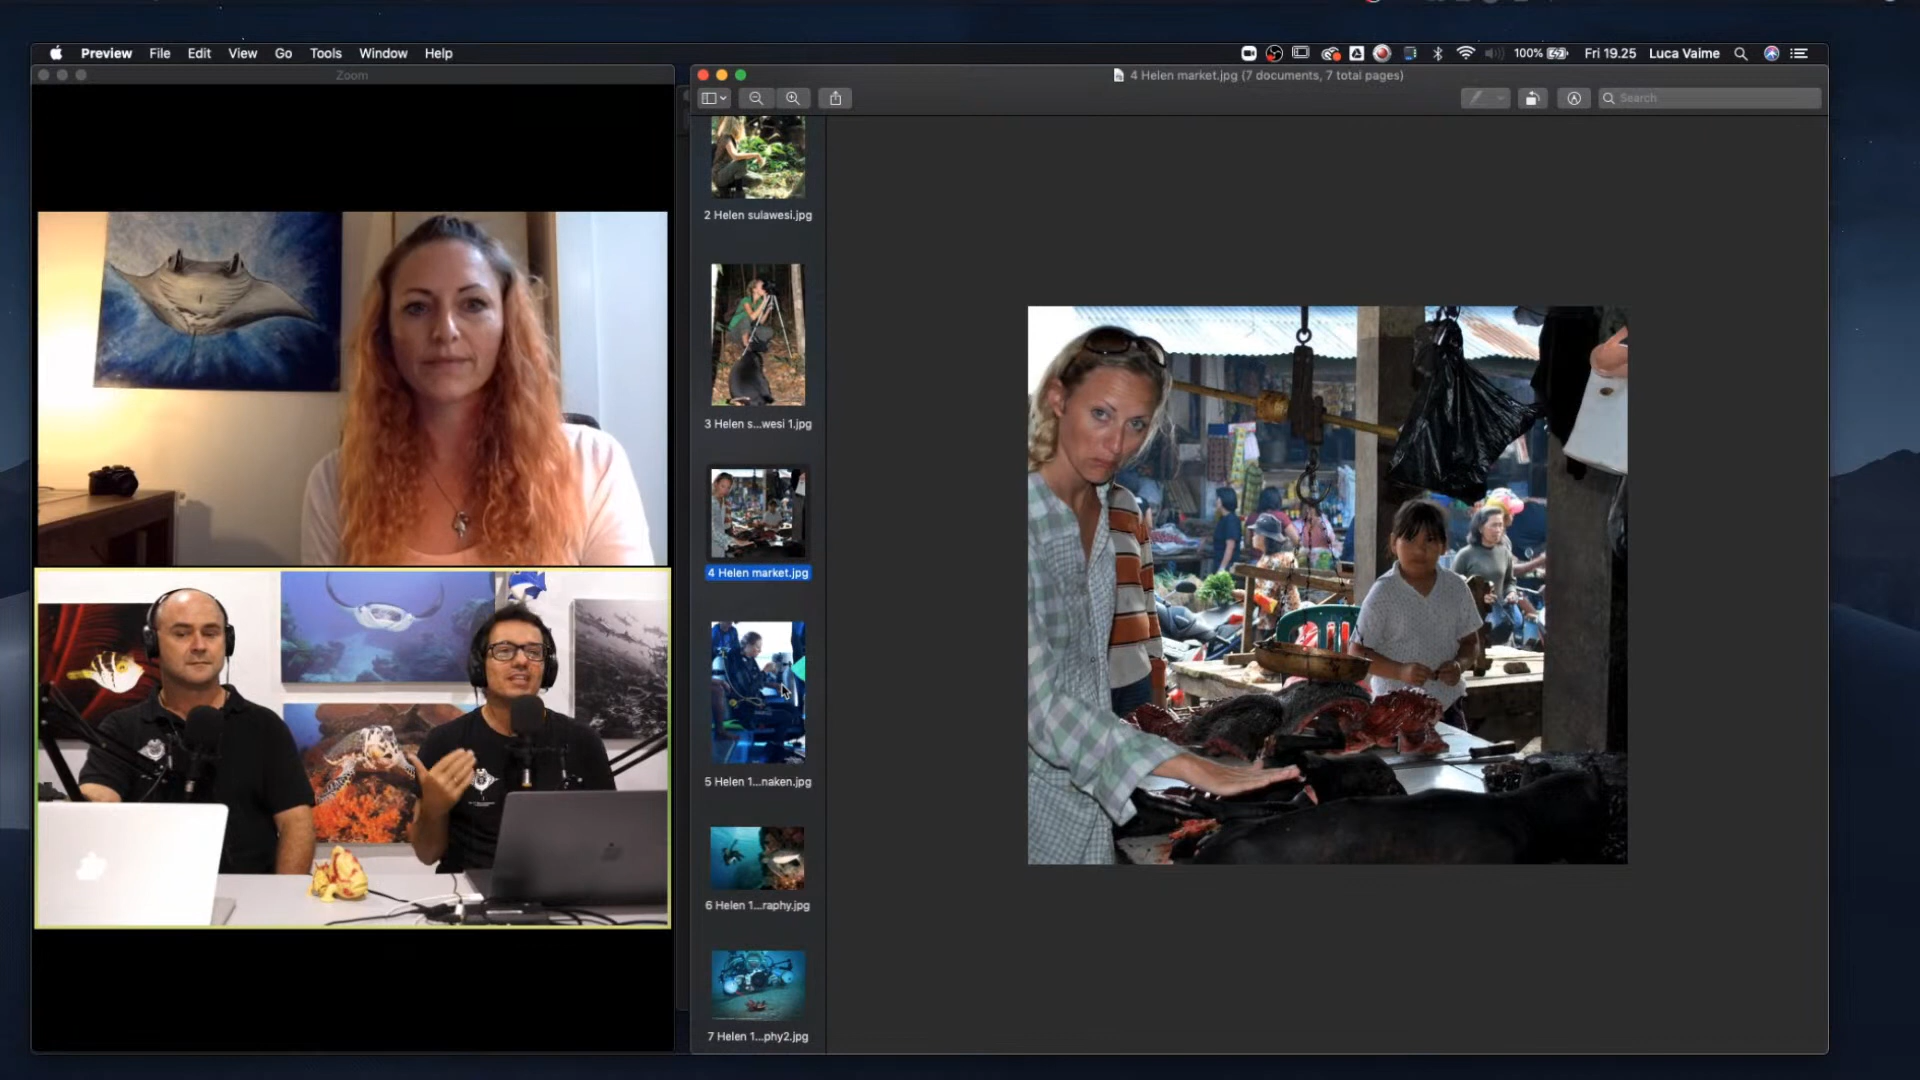 Preview File Edit View Go Tools Window Help
100% Fri 19.25 Luca Vaime
Zoom
4 Helen market.jpg (7 documents, 7 total pages)
Search
2 Helen sulawesi.jpg
3 Helen s...wesi 1.jpg
4 Helen market.jpg
5 Helen 1...naken.jpg
6 Helen 1...raphy.jpg
7 Helen 1...phy2.jpg